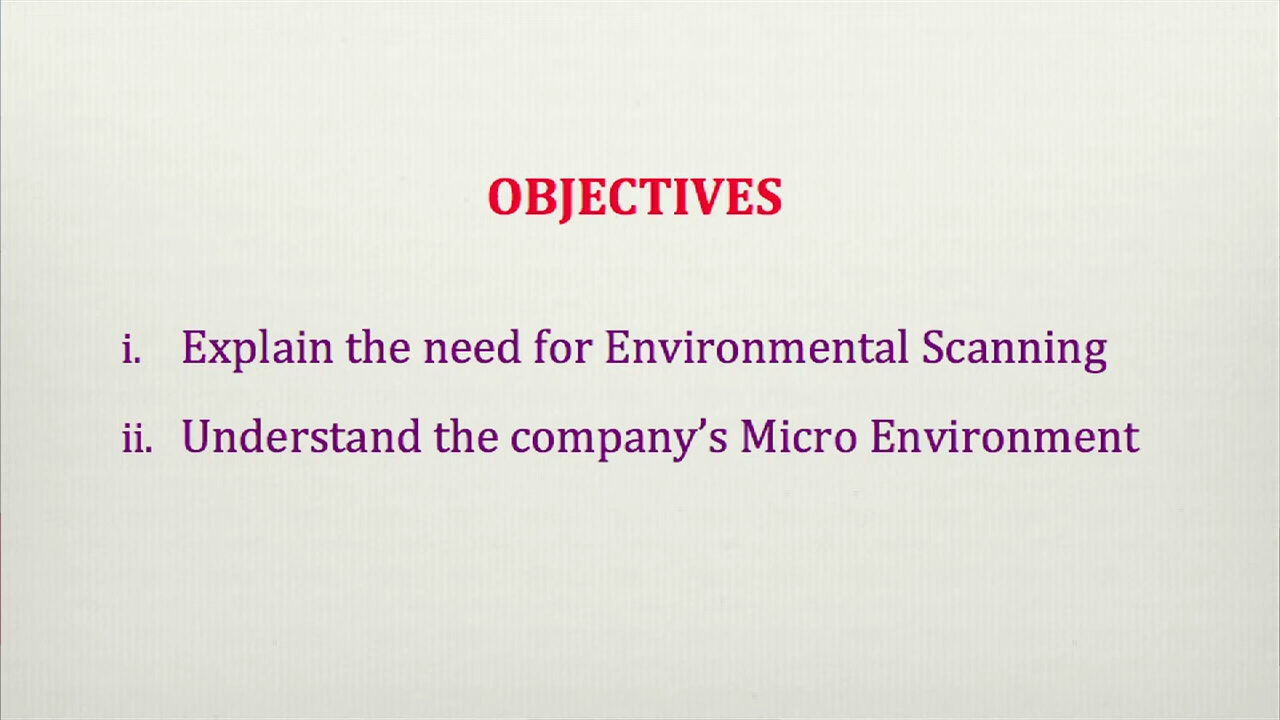 OBJECTIVES
i. Explain the need for Environmental Scanning
ii. Understand the company’s Micro Environment